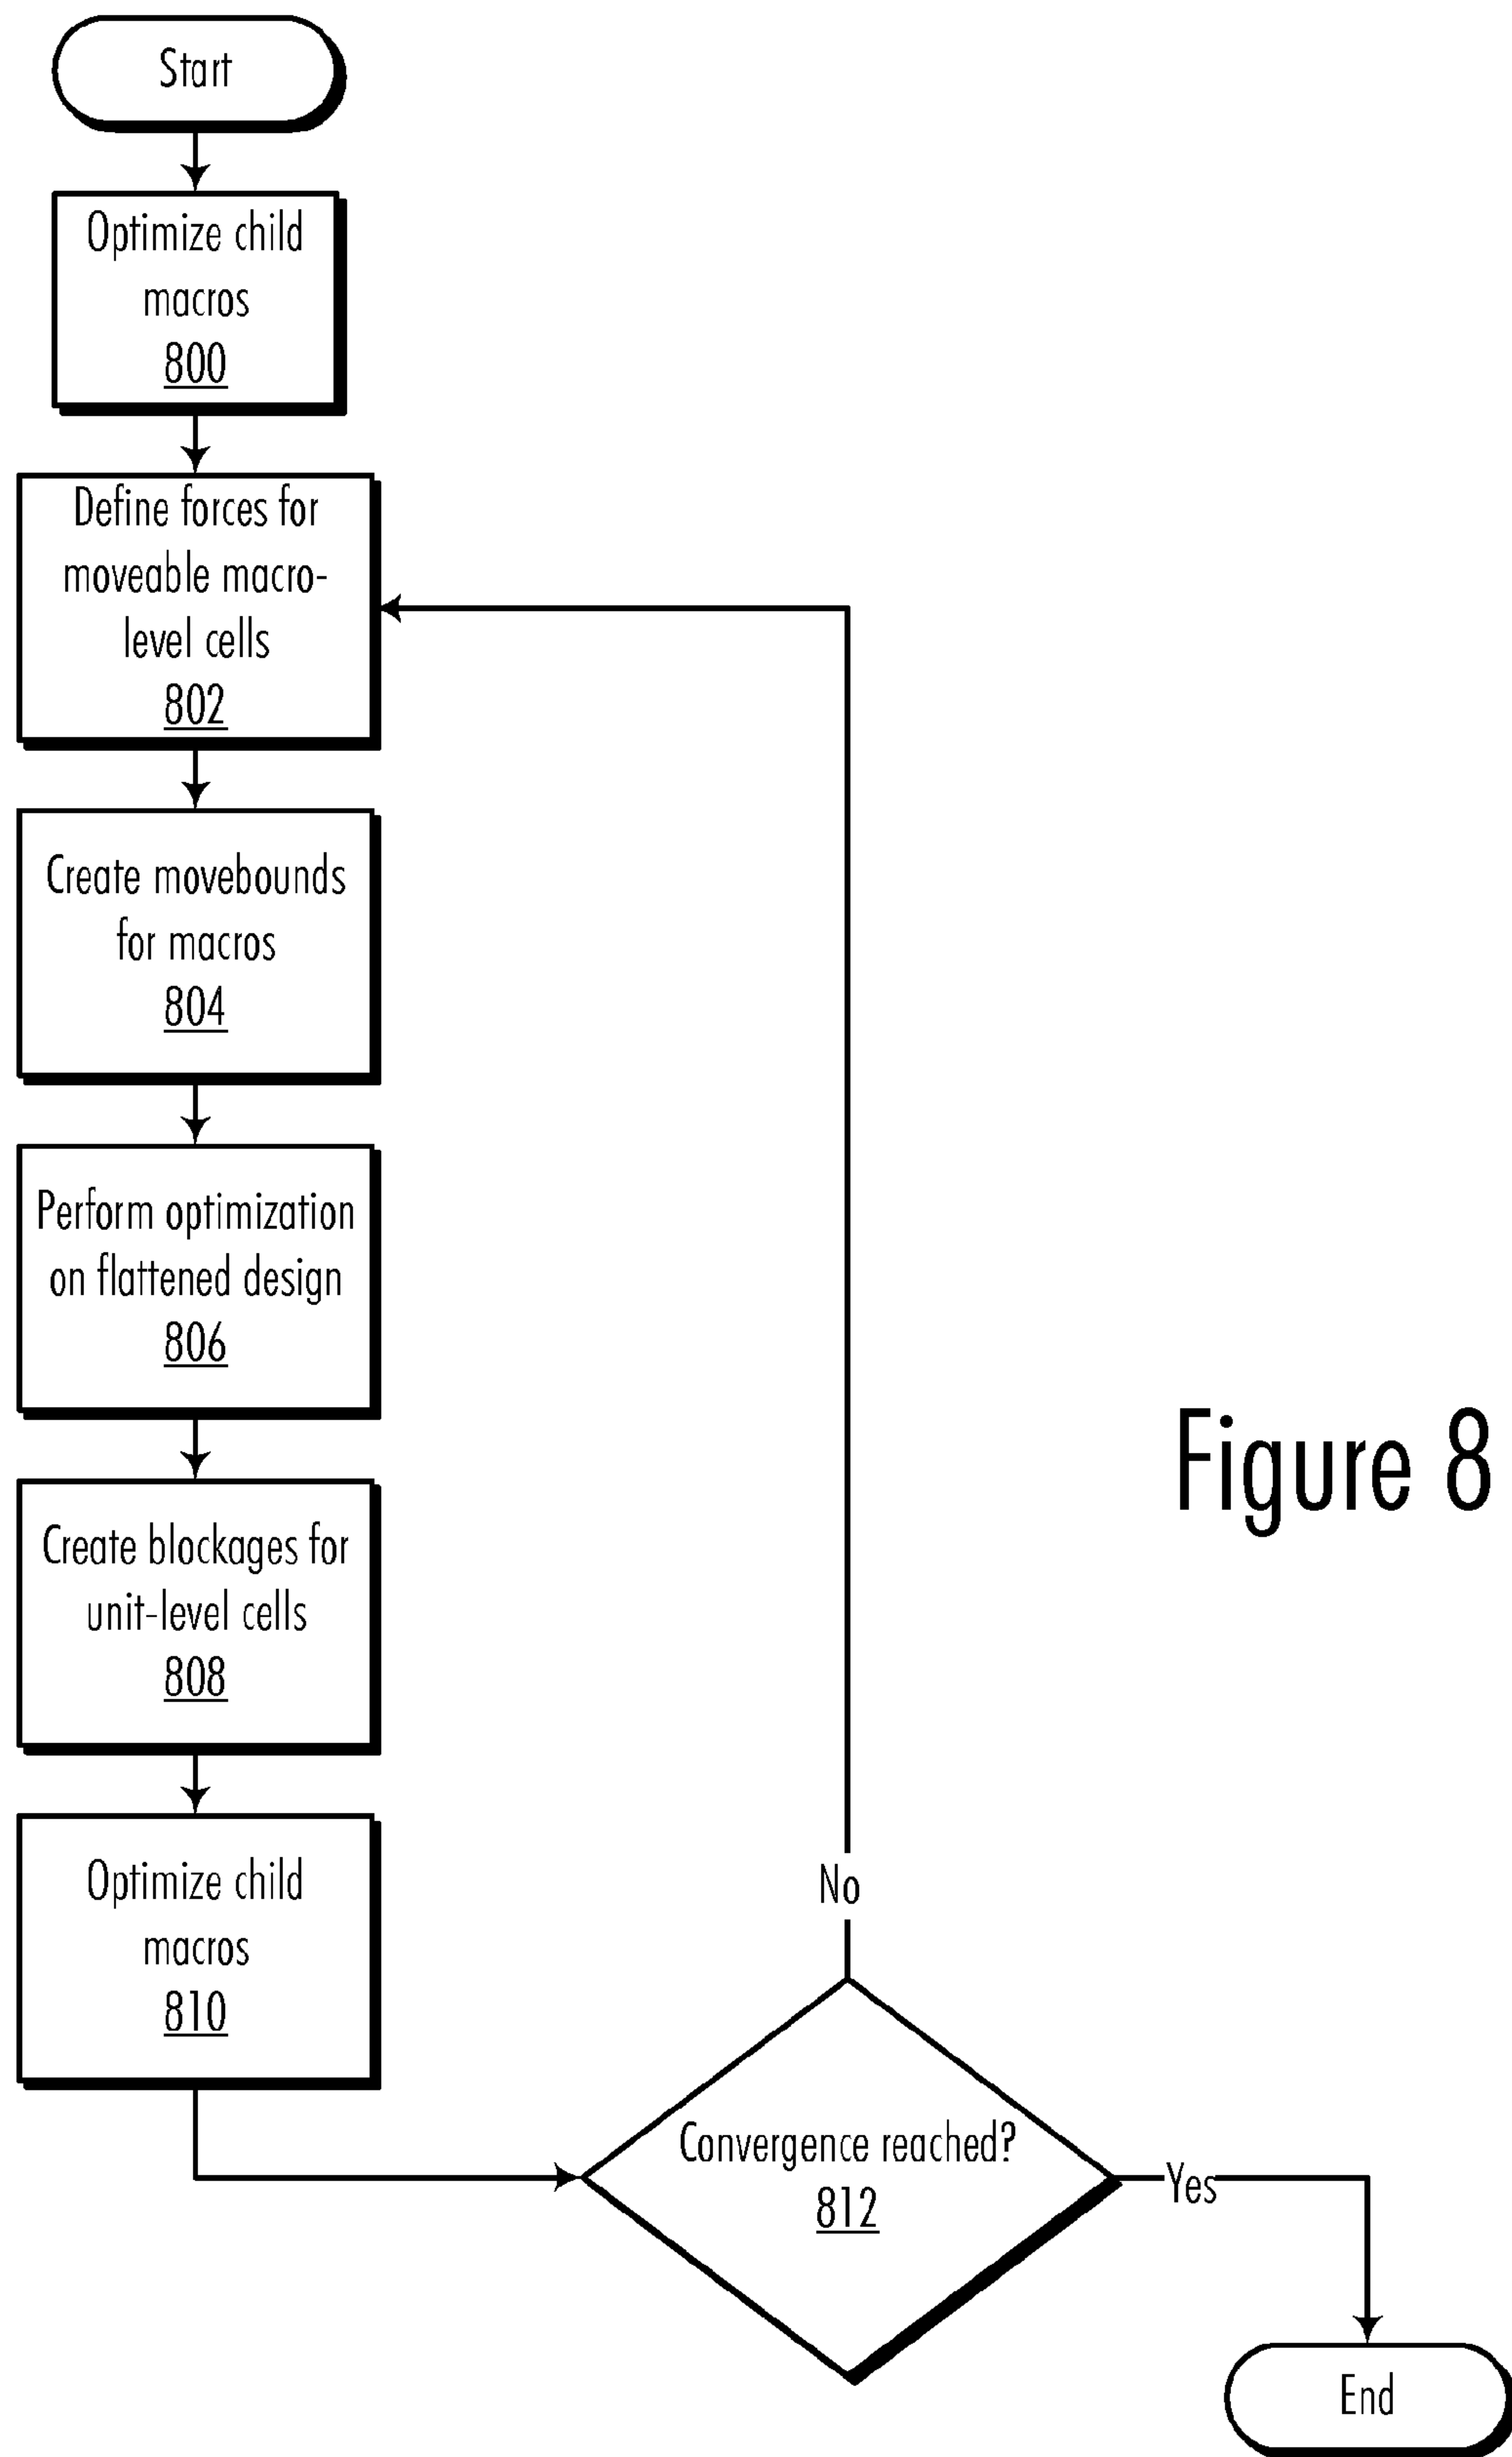 Start
Optimize child
macros
800
Define forces for
moveable macro-
level cells
802
Create movebounds
for macros
804
Perform optimization
on flattened design
806
Create blockages for
unit-level cells
808
Optimize child
macros
810
No
Convergence reached?
812
Yes
End
Figure 8